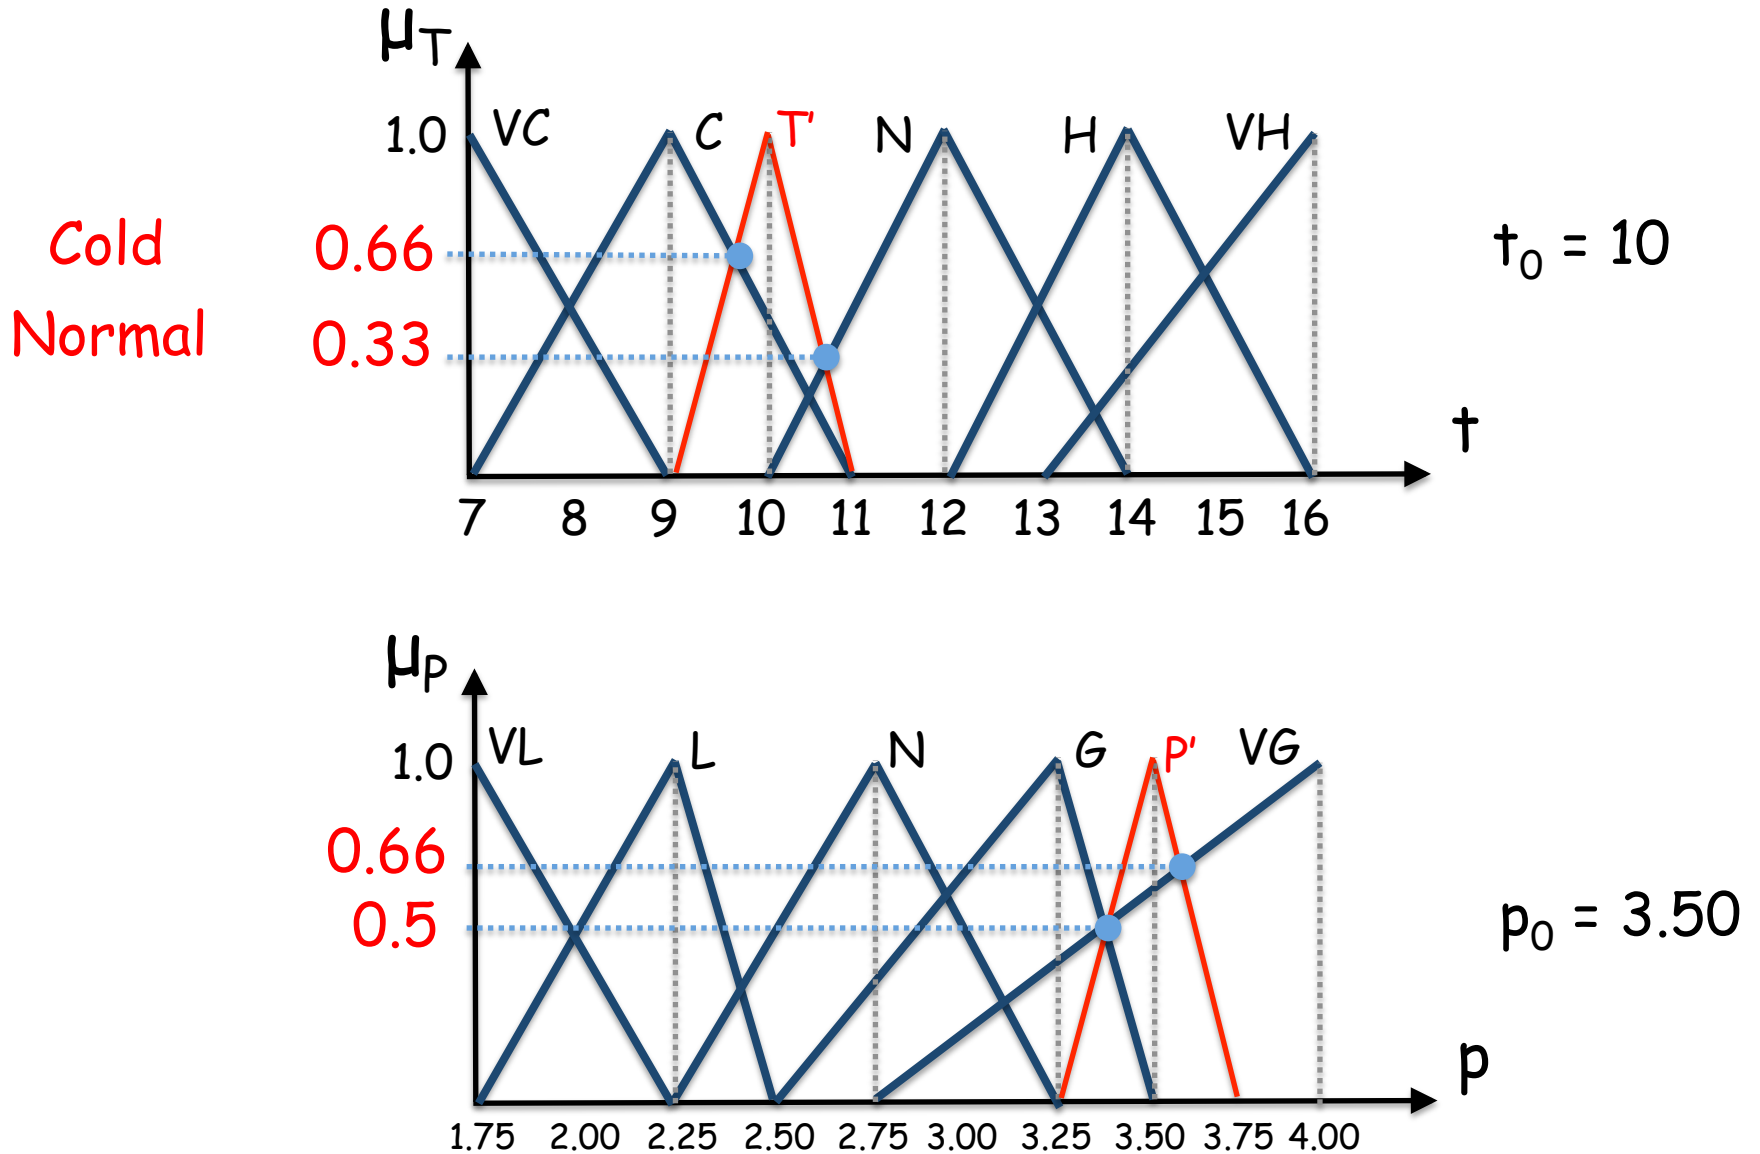 μT
1.0 VC C T' N H VH
Cold 0.66 t0 = 10
Normal 0.33
t
7 8 9 10 11 12 13 14 15 16
μP
1.0 VL L N G P' VG
0.66
0.5 p0 = 3.50
p
1.75 2.00 2.25 2.50 2.75 3.00 3.25 3.50 3.75 4.00